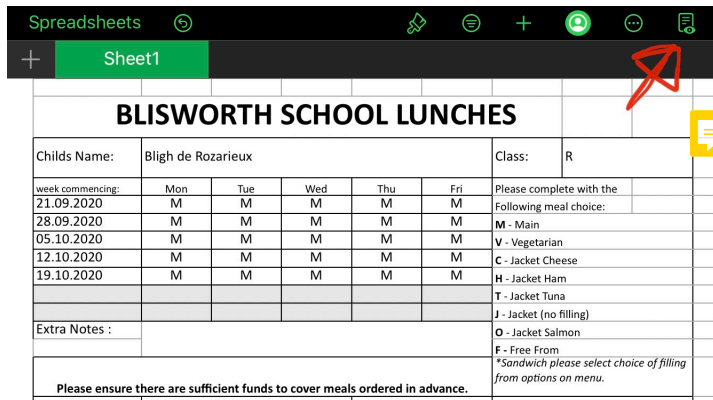 Spreadsheets
Sheet1
BLISWORTH SCHOOL LUNCHES
Childs Name: Bligh de Rozarieux Class: R
week commencing: Mon Tue Wed Thu Fri Please complete with the
21.09.2020 M M M M M Following meal choice:
28.09.2020 M M M M M M - Main
05.10.2020 M M M M M V - Vegetarian
12.10.2020 M M M M M C - Jacket Cheese
19.10.2020 M M M M M H - Jacket Ham
T - Jacket Tuna
J - Jacket (no filling)
Extra Notes : O - Jacket Salmon
F - Free From
*Sandwich please select choice of filling
from options on menu.
Please ensure there are sufficient funds to cover meals ordered in advance.